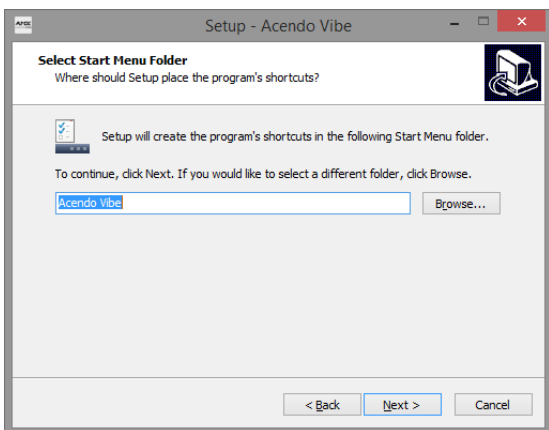 Setup - Acendo Vibe
Select Start Menu Folder
Where should Setup place the program's shortcuts?
Setup will create the program's shortcuts in the following Start Menu folder.
To continue, click Next. If you would like to select a different folder, click Browse.
Acendo Vibe
Browse...
< Back
Next >
Cancel